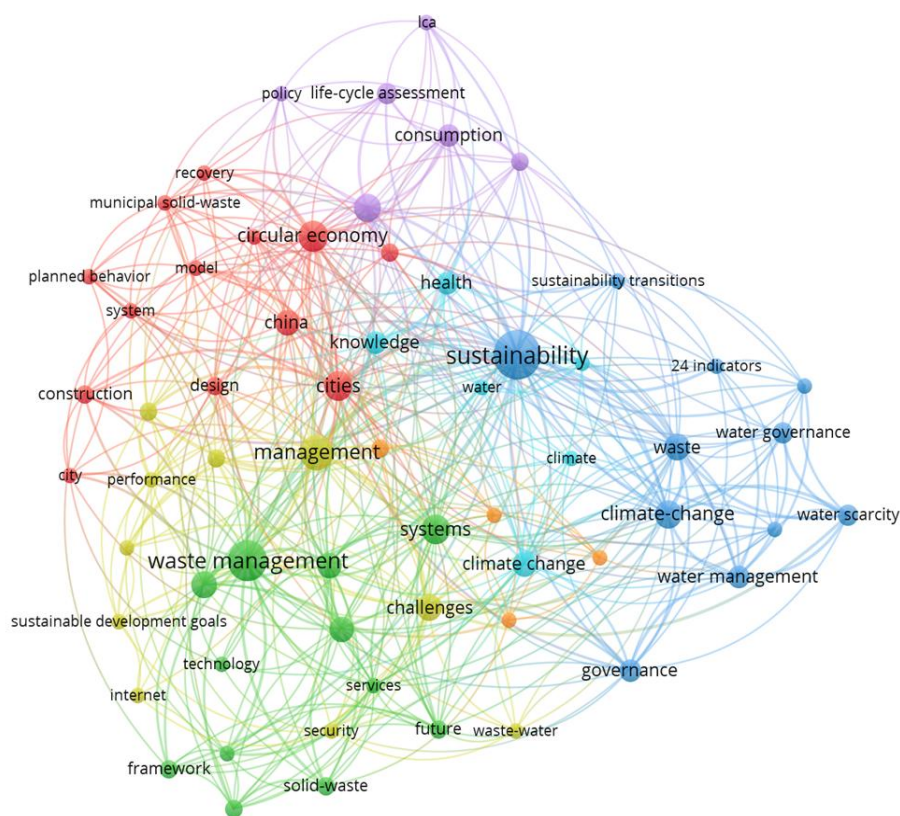 lca
policy
life-cycle assessment
consumption
recovery
municipal solid-waste
circular economy
planned behavior
model
health
sustainability transitions
system
china
knowledge
sustainability
24 indicators
construction
design
cities
water
water governance
management
waste
climate
city
performance
climate-change
water scarcity
systems
waste management
climate change
water management
challenges
sustainable development goals
technology
governance
services
internet
security
future
waste-water
framework
solid-waste